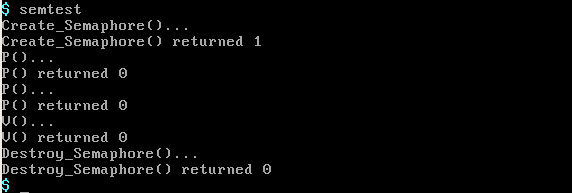 $ semtest
Create_Semaphore()...
Create_Semaphore() returned 1
P()...
P() returned 0
P()...
P() returned 0
V()...
V() returned 0
Destroy_Semaphore()...
Destroy_Semaphore() returned 0
$ _